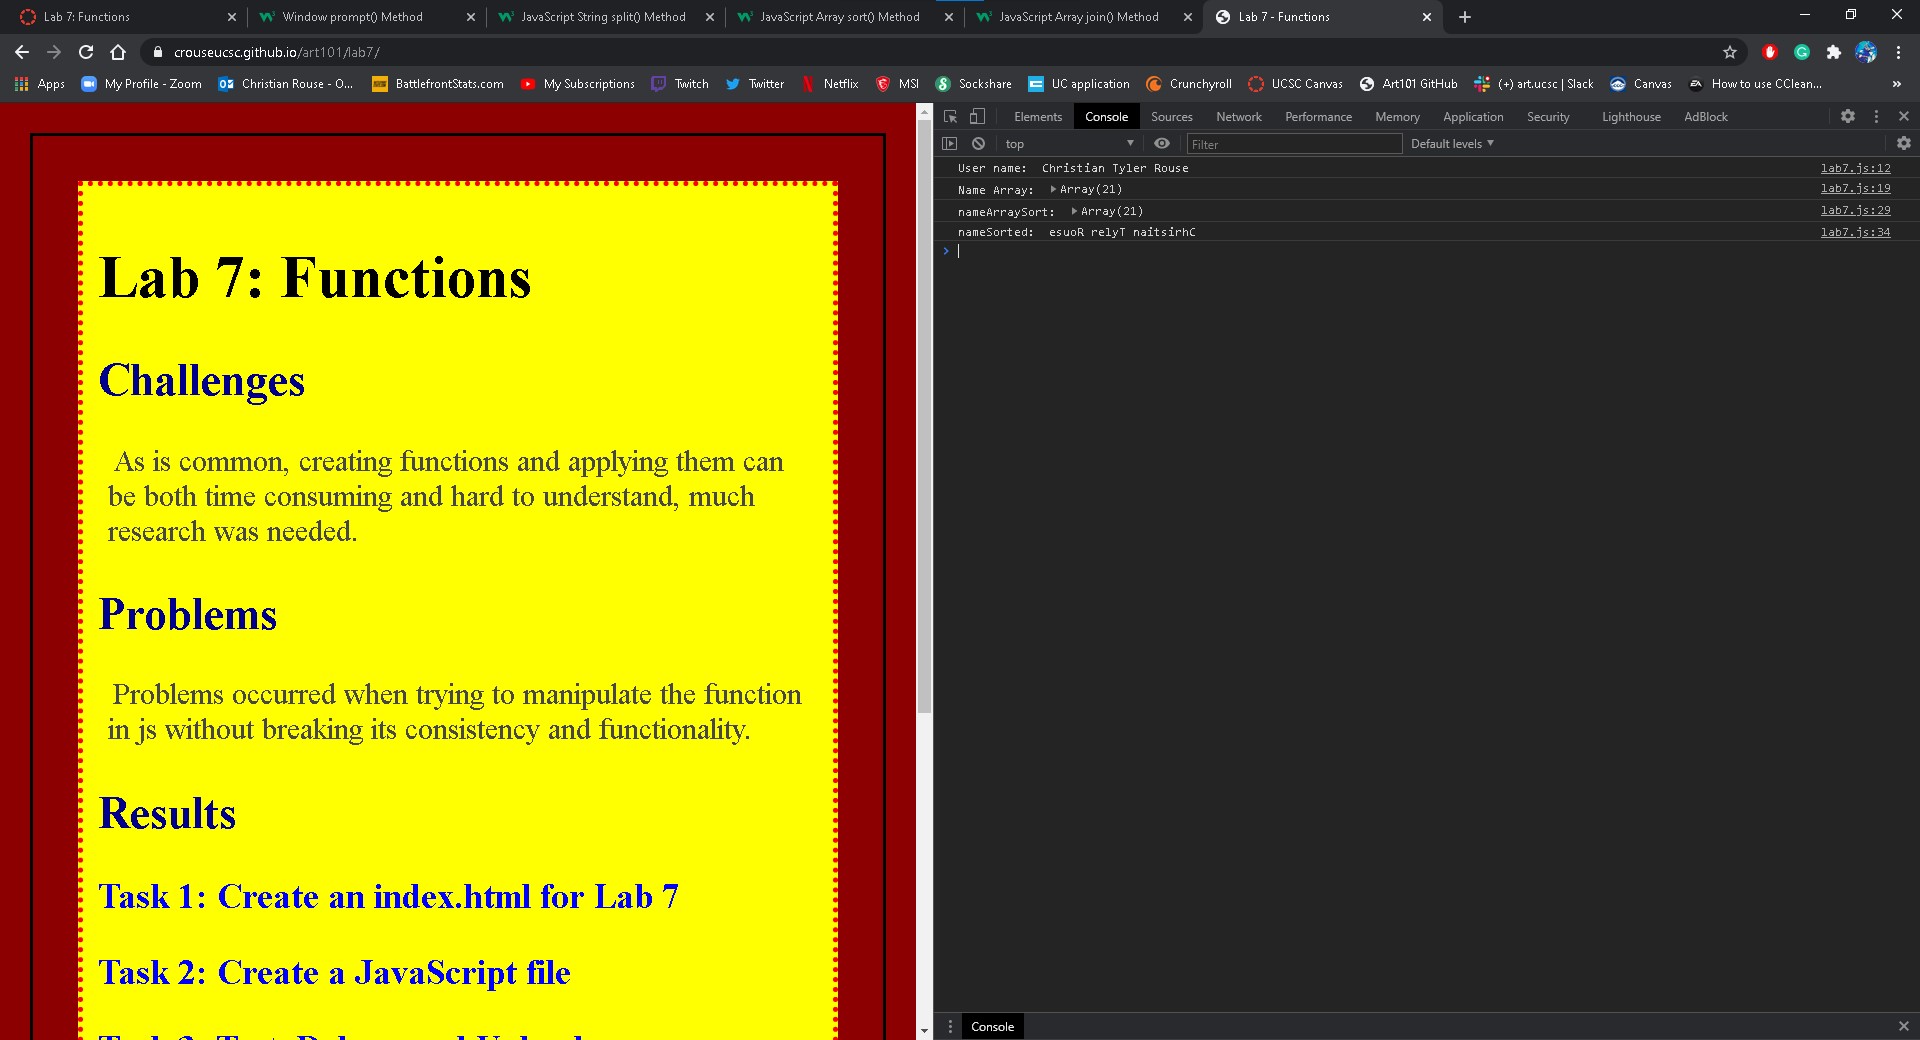 Lab 7: Functions
Window prompt() Method
JavaScript String split() Method
JavaScript Array sort() Method
JavaScript Array join() Method
Lab 7 - Functions
crouseucsc.github.io/art101/lab7/
Apps
My Profile - Zoom
Christian Rouse - O...
BattlefrontStats.com
My Subscriptions
Twitch
Twitter
Netflix
MSI
Sockshare
UC application
Crunchyroll
UCSC Canvas
Art101 GitHub
(+) art.ucsc | Slack
Canvas
How to use CClean...
»
Lab 7: Functions
Challenges
As is common, creating functions and applying them can
be both time consuming and hard to understand, much
research was needed.
Problems
Problems occurred when trying to manipulate the function
in js without breaking its consistency and functionality.
Results
Task 1: Create an index.html for Lab 7
Task 2: Create a JavaScript file
Elements
Console
Sources
Network
Performance
Memory
Application
Security
Lighthouse
AdBlock
top
Filter
Default levels
User name: Christian Tyler Rouse lab7.js:12
Name Array: Array(21) lab7.js:19
nameArraySort: Array(21) lab7.js:29
nameSorted: esuoR relyT naitsirhC lab7.js:34
Console